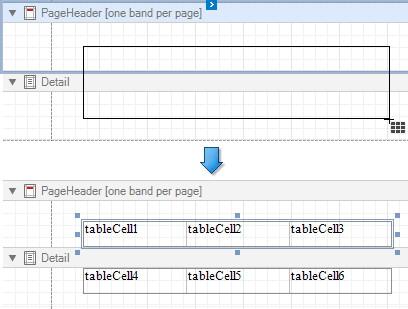 PageHeader [one band per page]
Detail
PageHeader [one band per page]
tableCell1 tableCell2 tableCell3
Detail
tableCell4 tableCell5 tableCell6